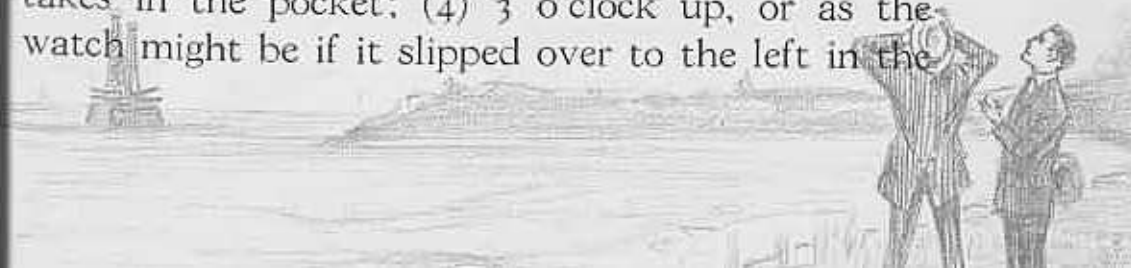 takes in the pocket; (4) 3 o'clock up, or as the
watch might be if it slipped over to the left in the